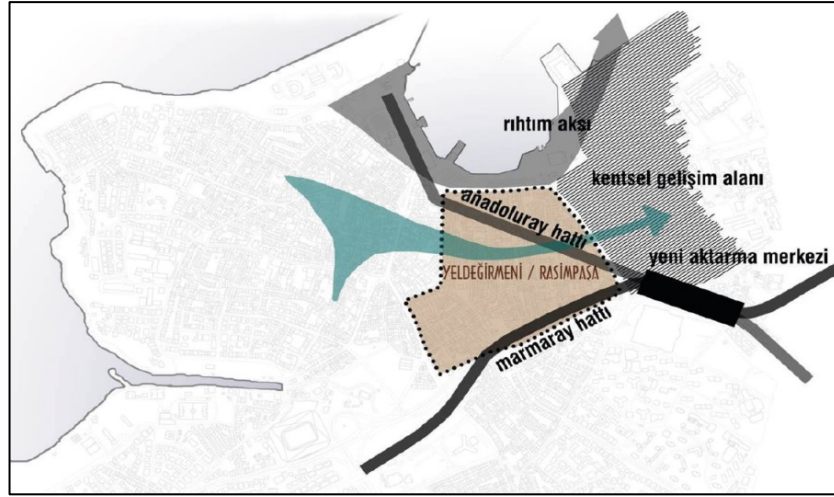 rıhtım aksı
kentsel gelişim alanı
anadoluray hattı
yeni aktarma merkezi
YELDEĞİRMENİ / RASİMPAŞA
marmaray hattı